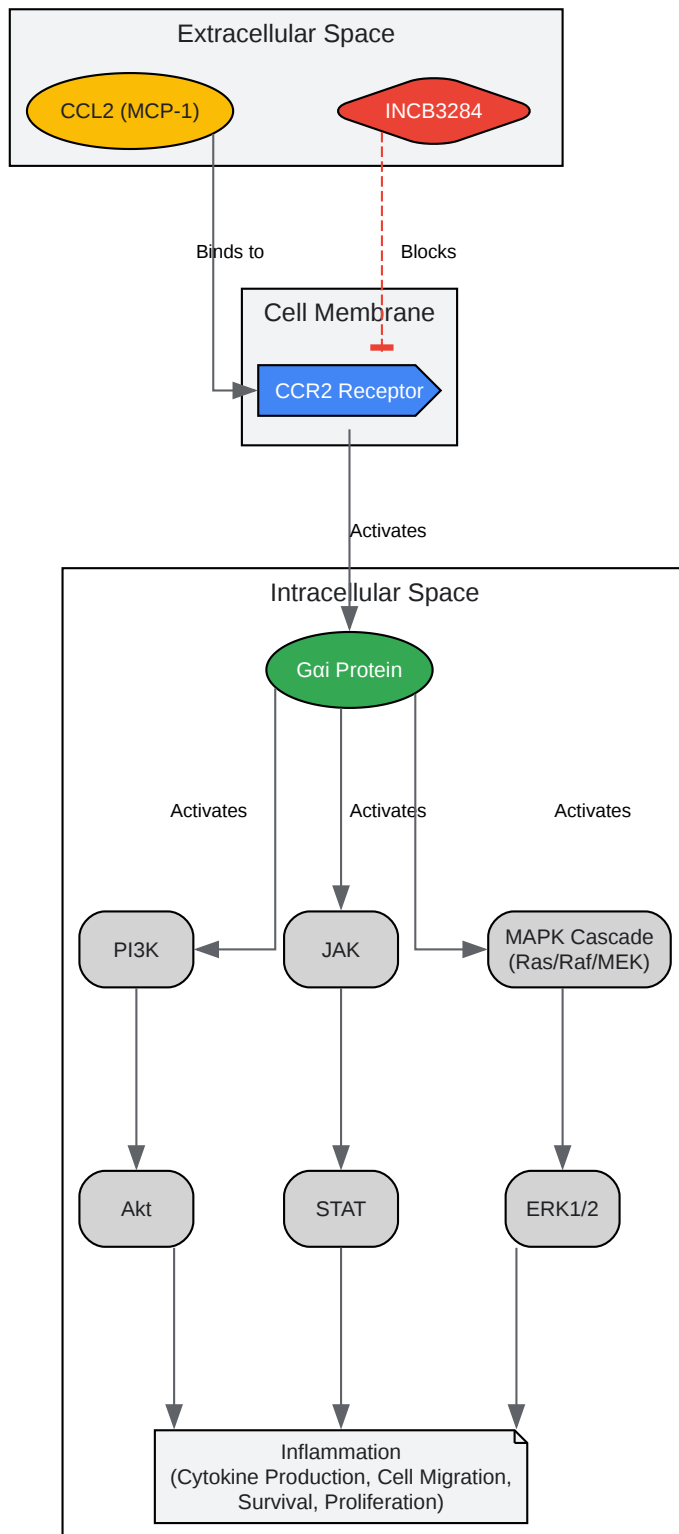 Extracellular Space
CCL2 (MCP-1)
INCB3284
Binds to
Blocks
Cell Membrane
CCR2 Receptor
Activates
Intracellular Space
Gαi Protein
Activates
Activates
Activates
PI3K
JAK
MAPK Cascade
(Ras/Raf/MEK)
Akt
STAT
ERK1/2
Inflammation
(Cytokine Production, Cell Migration,
Survival, Proliferation)